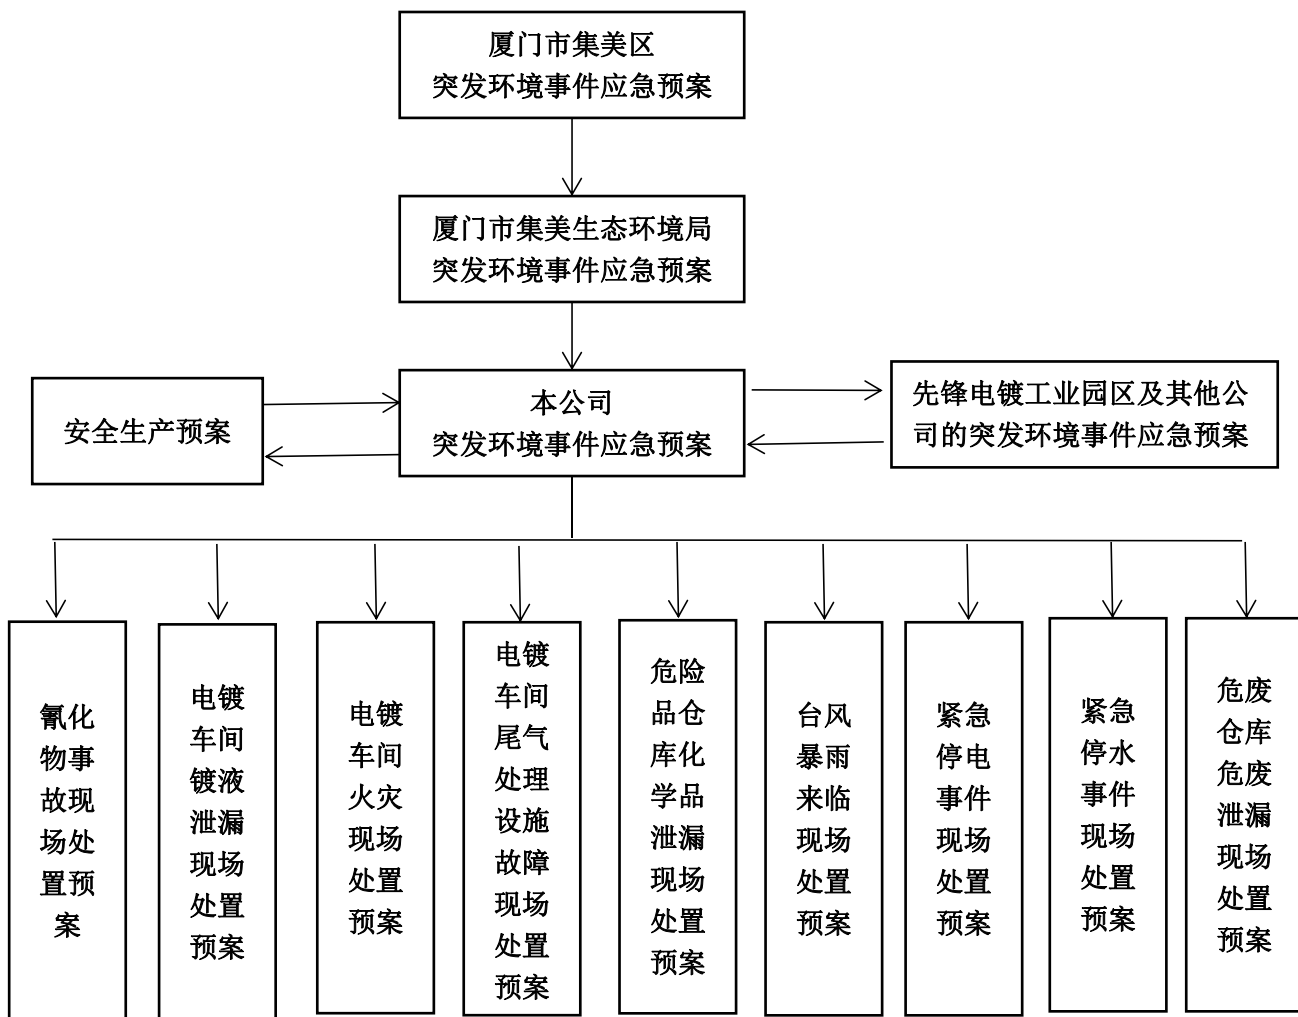 厦门市集美区
突发环境事件应急预案
厦门市集美生态环境局
突发环境事件应急预案
安全生产预案
本公司
突发环境事件应急预案
先锋电镀工业园区及其他公
司的突发环境事件应急预案
氰化
物事
故现
场处
置预
案
电镀
车间
镀液
泄漏
现场
处置
预案
电镀
车间
火灾
现场
处置
预案
电镀
车间
尾气
处理
设施
故障
现场
处置
预案
危险
品仓
库化
学品
泄漏
现场
处置
预案
台风
暴雨
来临
现场
处置
预案
紧急
停电
事件
现场
处置
预案
紧急
停水
事件
现场
处置
预案
危废
仓库
危废
泄漏
现场
处置
预案